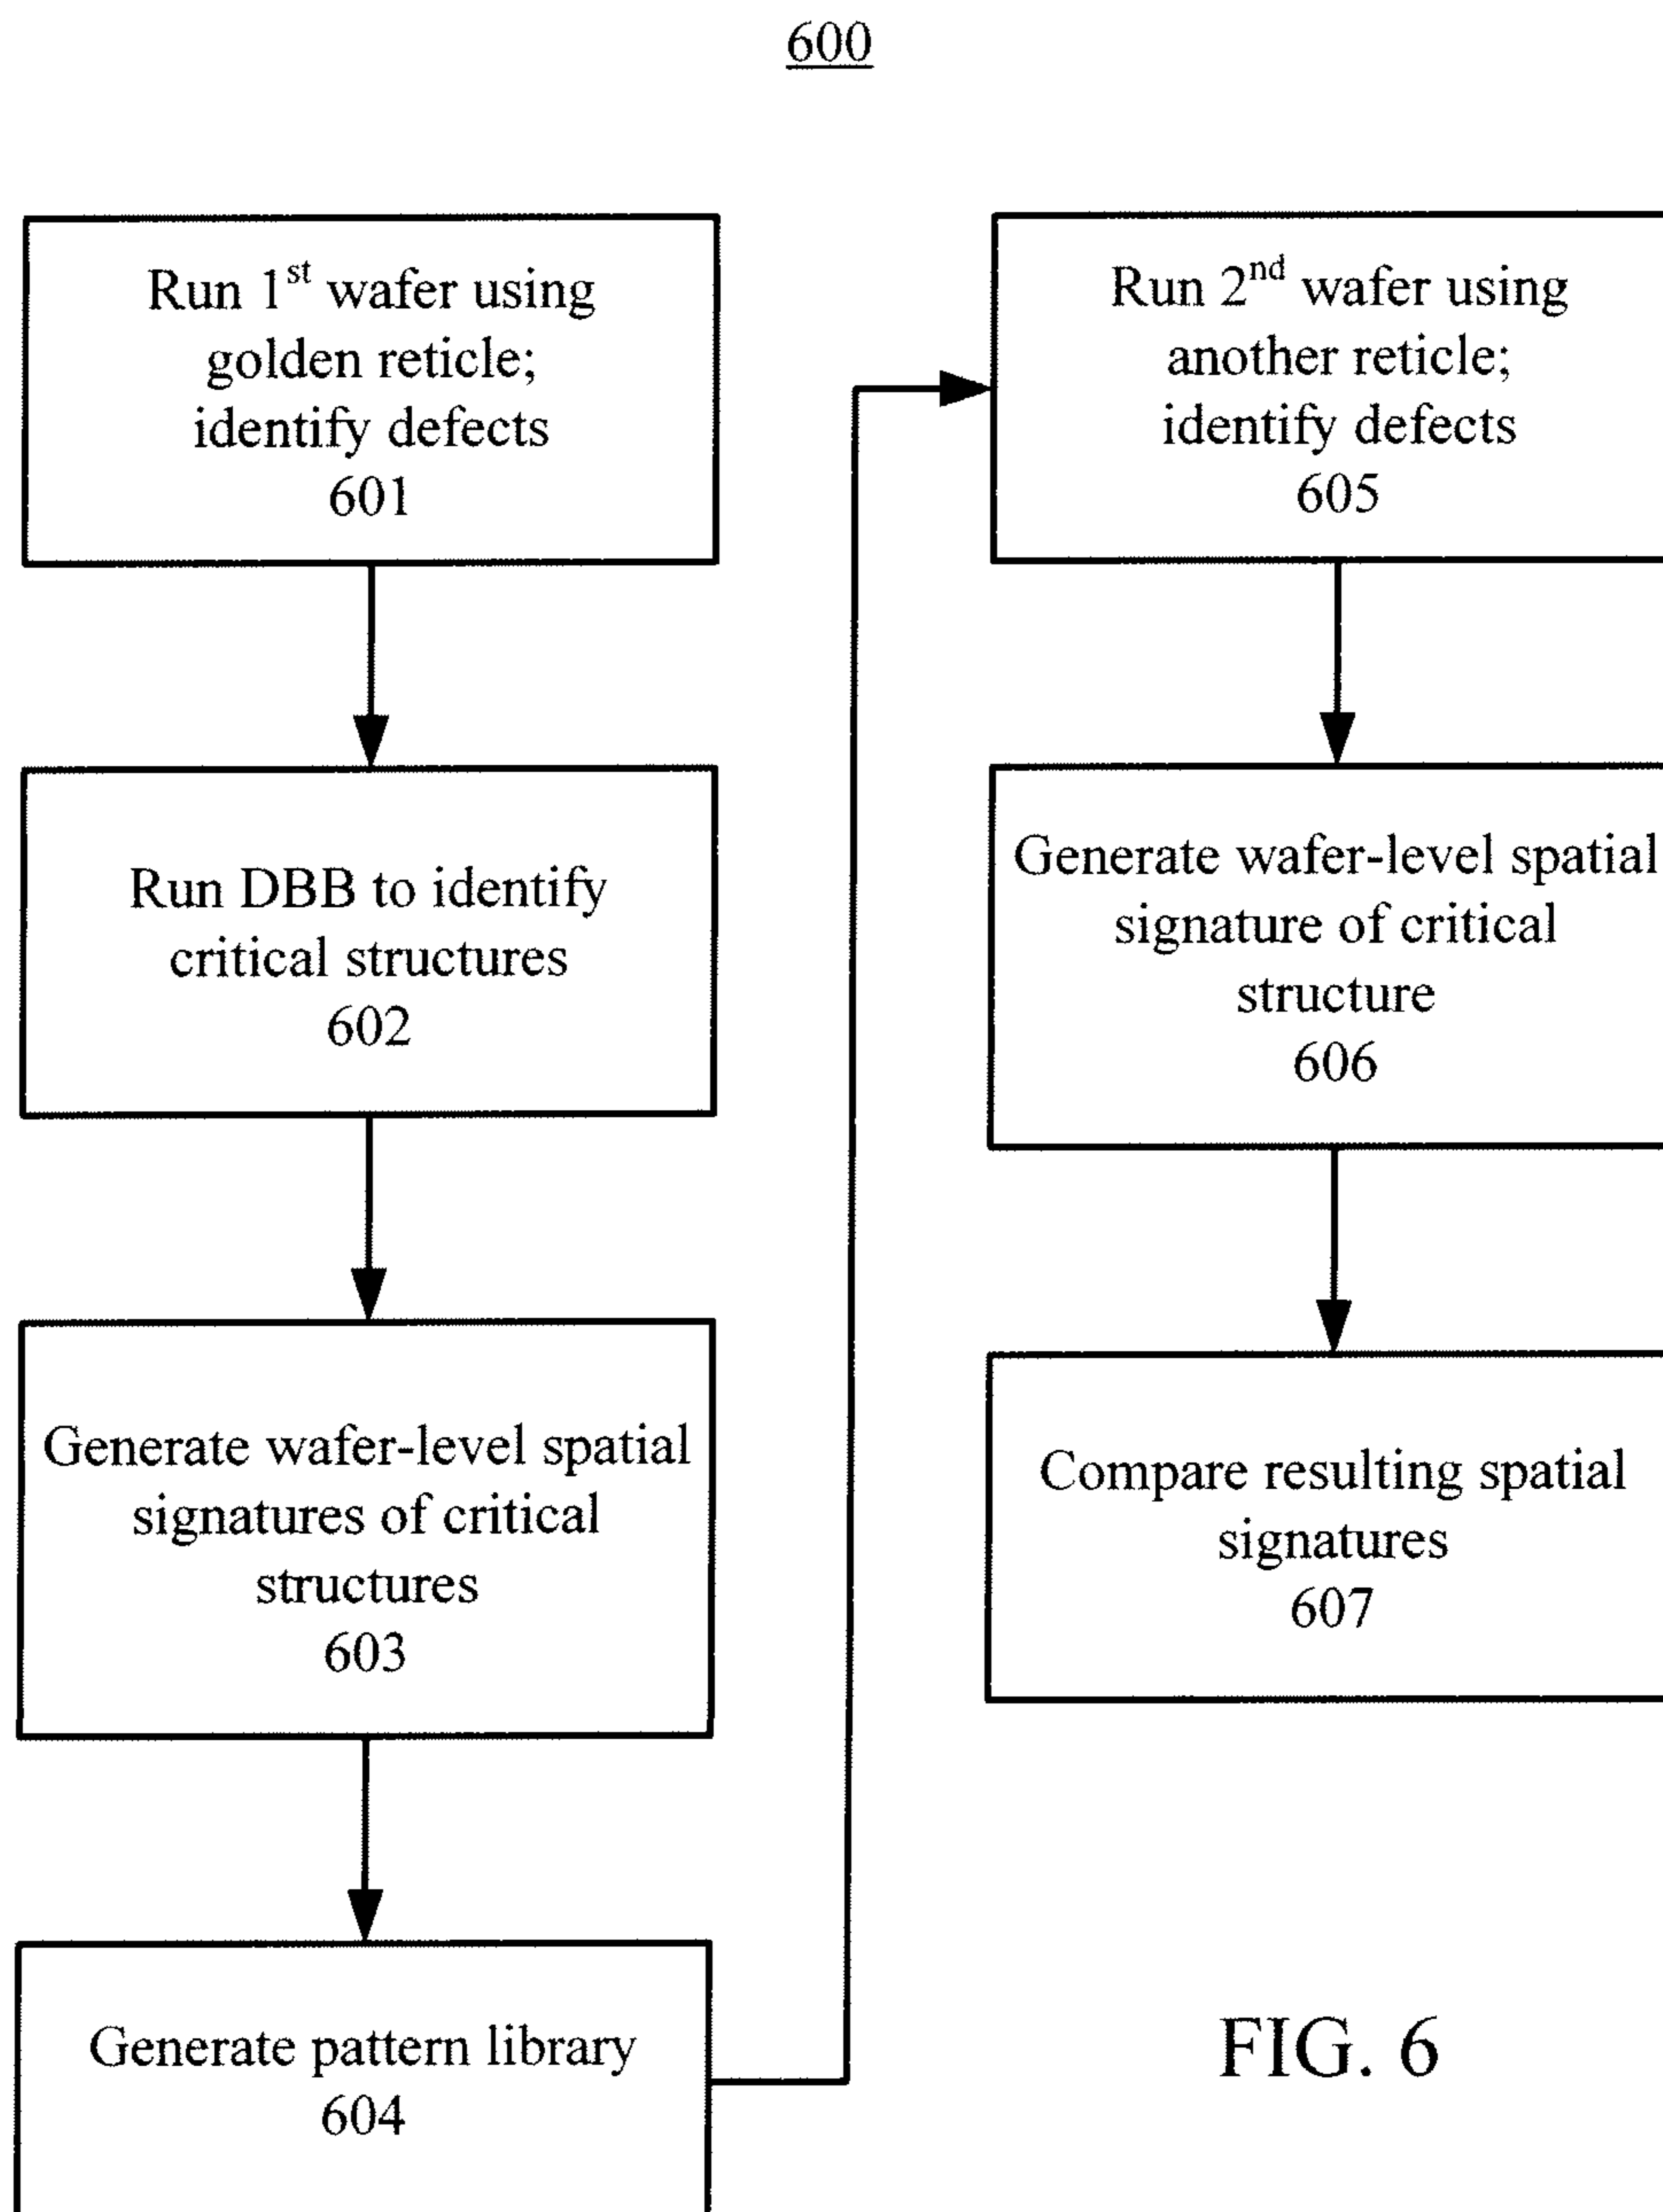 600
Run 1st wafer using
golden reticle;
identify defects
601
Run DBB to identify
critical structures
602
Generate wafer-level spatial
signatures of critical
structures
603
Generate pattern library
604
Run 2nd wafer using
another reticle;
identify defects
605
Generate wafer-level spatial
signature of critical
structure
606
Compare resulting spatial
signatures
607
FIG. 6